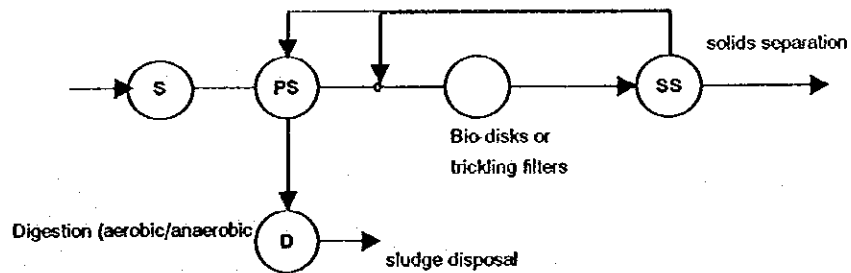 solids separation
S
PS
SS
Bio disks or
trickling filters
Digestion (aerobic/anaerobic
D
sludge disposal